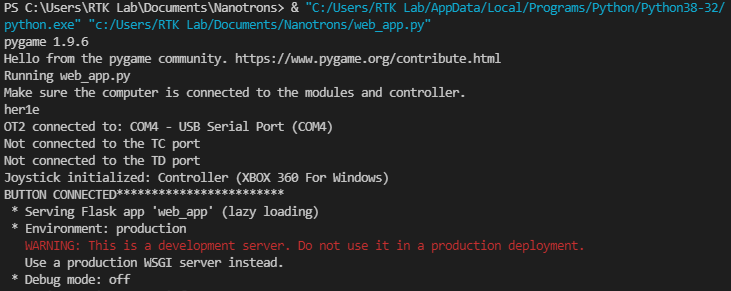 PS C:\Users\RTK Lab\Documents\Nanotrons> & "C:/Users/RTK Lab/AppData/Local/Programs/Python/Python38-32/
python.exe" "c:/Users/RTK Lab/Documents/Nanotrons/web_app.py"
pygame 1.9.6
Hello from the pygame community. https://www.pygame.org/contribute.html
Running web_app.py
Make sure the computer is connected to the modules and controller.
her1e
OT2 connected to: COM4 - USB Serial Port (COM4)
Not connected to the TC port
Not connected to the TD port
Joystick initialized: Controller (XBOX 360 For Windows)
BUTTON CONNECTED************************
* Serving Flask app 'web_app' (lazy loading)
* Environment: production
WARNING: This is a development server. Do not use it in a production deployment.
Use a production WSGI server instead.
* Debug mode: off